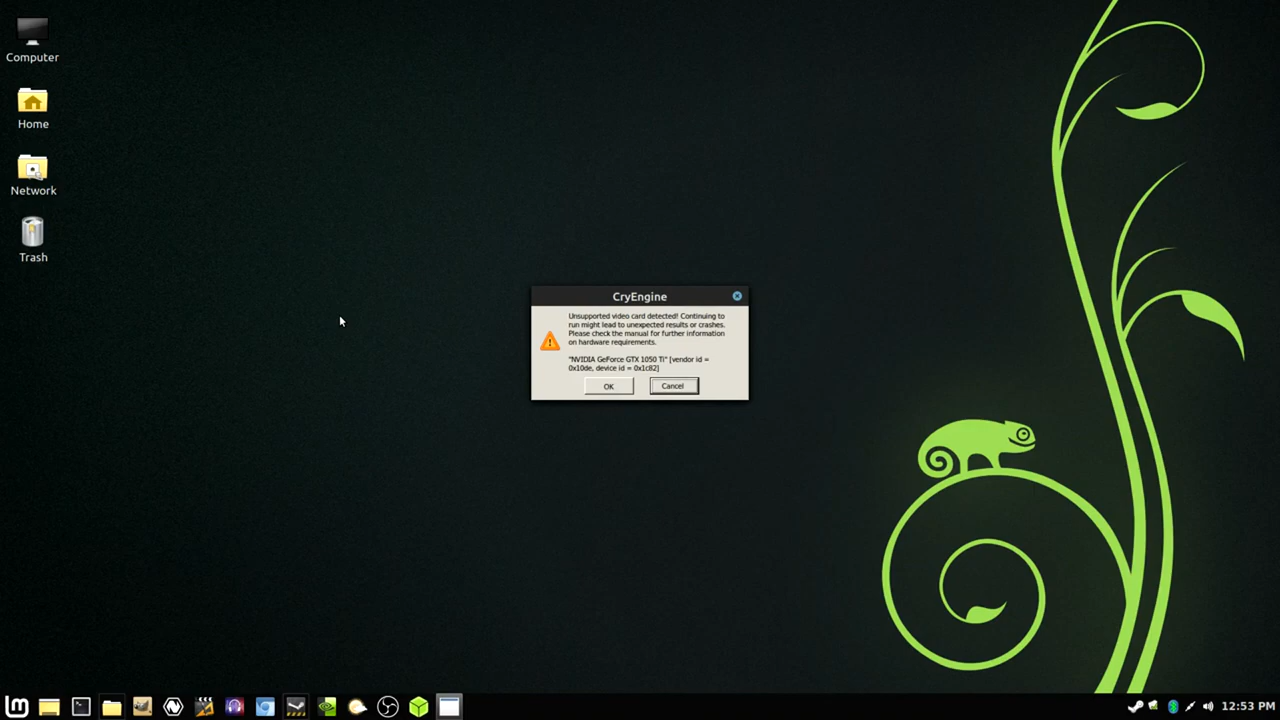 Computer
Home
Network
Trash
CryEngine
Unsupported video card detected! Continuing to
run might lead to unexpected results or crashes.
Please check the manual for further information
on hardware requirements.
"NVIDIA GeForce GTX 1050 Ti" [vendor id =
0x10de, device id = 0x1c82]
OK
Cancel
12:53 PM